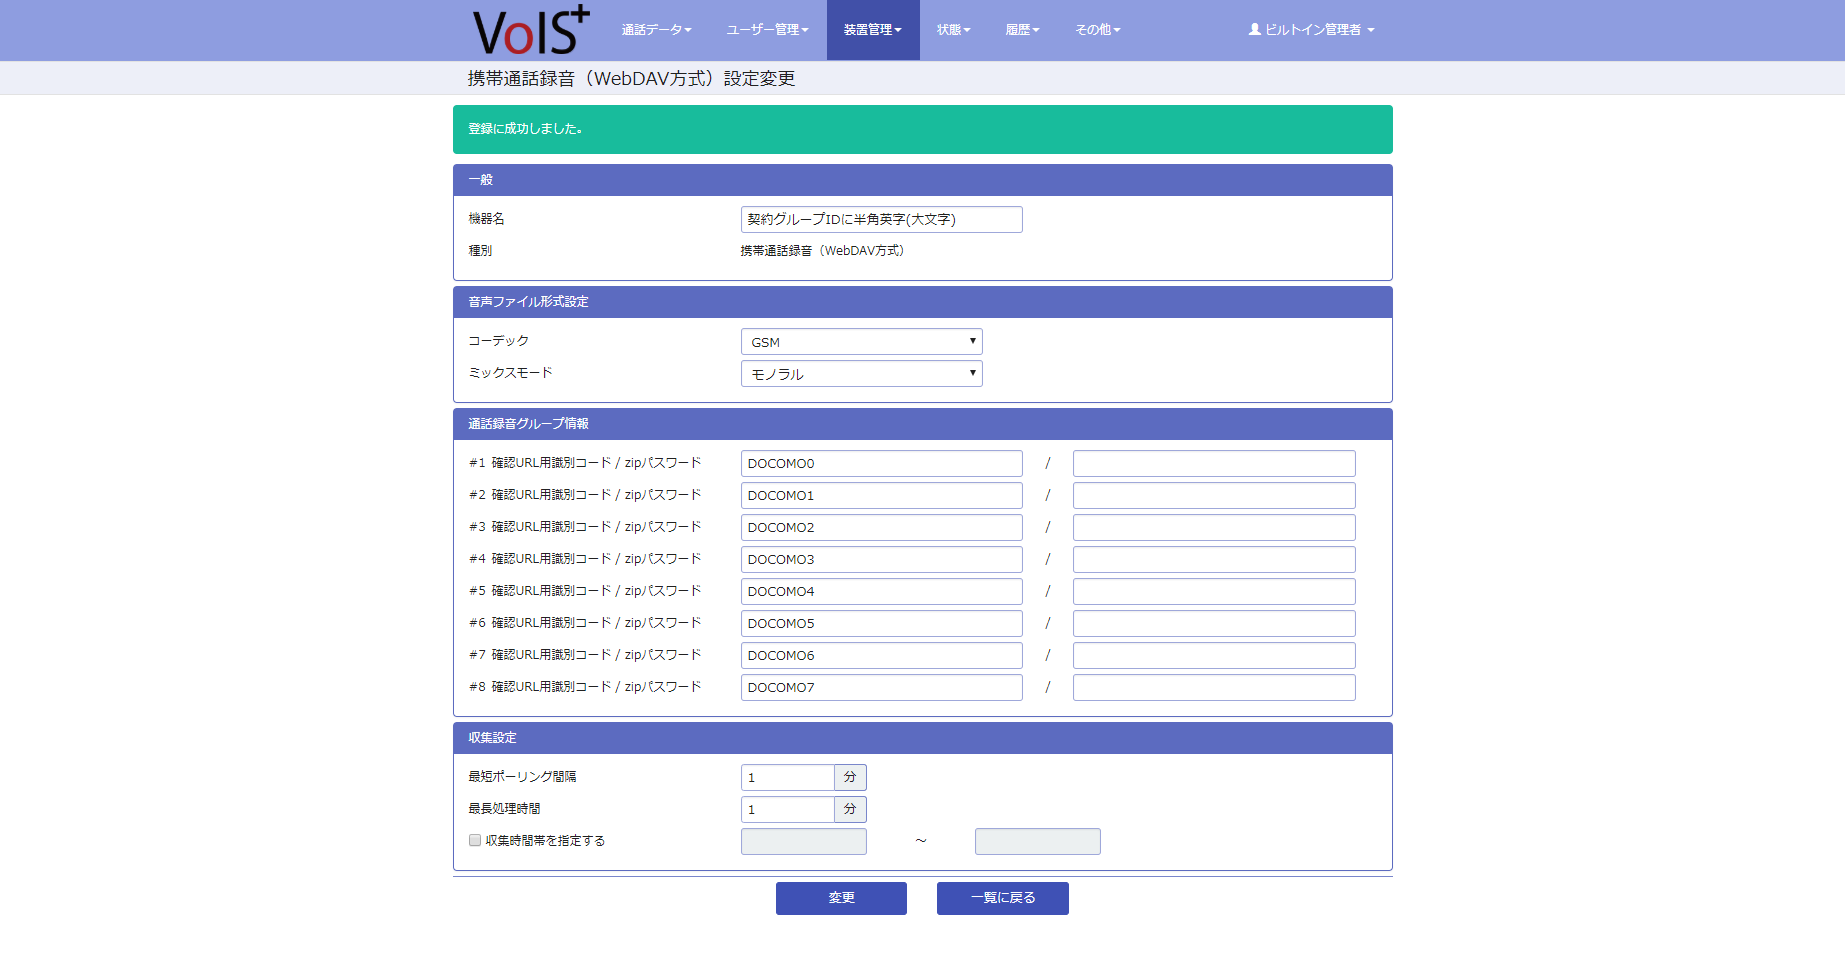 VoIS+ 通話データ ユーザー管理 装置管理 状態 履歴 その他 ビルトイン管理者
携帯通話録音（WebDAV方式）設定変更
登録に成功しました。
一般
機器名 契約グループIDに半角英字(大文字)
種別 携帯通話録音（WebDAV方式）
音声ファイル形式設定
コーデック GSM
ミックスモード モノラル
通話録音グループ情報
#1 確認URL用識別コード / zipパスワード DOCOMO0 /
#2 確認URL用識別コード / zipパスワード DOCOMO1 /
#3 確認URL用識別コード / zipパスワード DOCOMO2 /
#4 確認URL用識別コード / zipパスワード DOCOMO3 /
#5 確認URL用識別コード / zipパスワード DOCOMO4 /
#6 確認URL用識別コード / zipパスワード DOCOMO5 /
#7 確認URL用識別コード / zipパスワード DOCOMO6 /
#8 確認URL用識別コード / zipパスワード DOCOMO7 /
収集設定
最短ポーリング間隔 1 分
最長処理時間 1 分
収集時間帯を指定する ～
変更 一覧に戻る